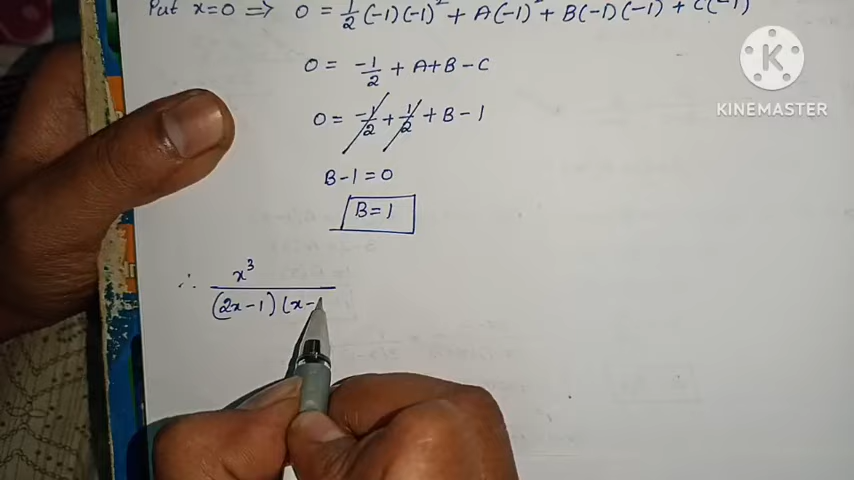 Put x=0 ⇒ 0 = 1/2 (-1)(-1)² + A(-1)² + B(-1)(-1) + C(-1)
0 = -1/2 + A+B-C
0 = -1/2 + 1/2 + B-1
B-1=0
B=1
∴ x³/(2x-1)(x-
KINEMASTER